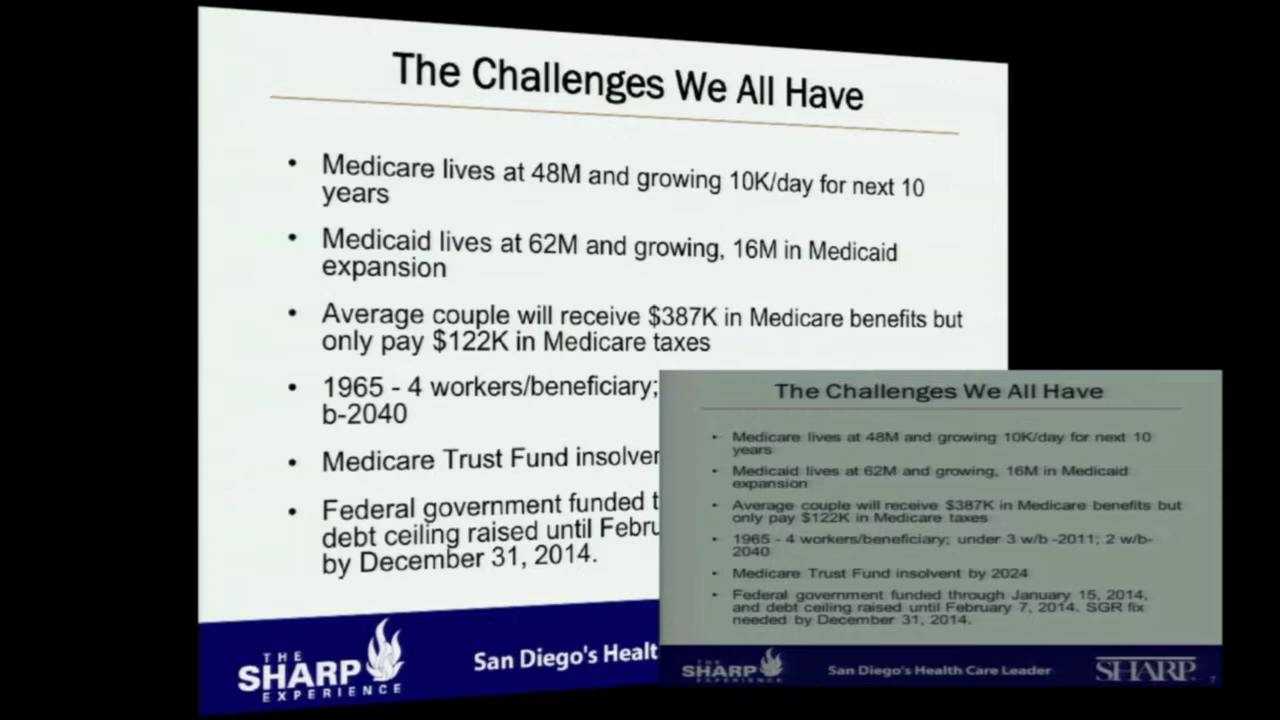 The Challenges We All Have
• Medicare lives at 48M and growing 10K/day for next 10
years
• Medicaid lives at 62M and growing, 16M in Medicaid
expansion
• Average couple will receive $387K in Medicare benefits but
only pay $122K in Medicare taxes
• 1965 - 4 workers/beneficiary;
b-2040
• Medicare Trust Fund insolven
• Federal government funded t
debt ceiling raised until Febru
by December 31, 2014.
THE
SHARP
EXPERIENCE
San Diego's Healt
The Challenges We All Have
• Medicare lives at 48M and growing 10K/day for next 10
years
• Medicaid lives at 62M and growing, 16M in Medicaid
expansion
• Average couple will receive $387K in Medicare benefits but
only pay $122K in Medicare taxes
• 1965 - 4 workers/beneficiary; under 3 w/b -2011; 2 w/b-
2040
• Medicare Trust Fund insolvent by 2024
• Federal government funded through January 15, 2014,
and debt ceiling raised until February 7, 2014. SGR fix
needed by December 31, 2014.
THE
SHARP
EXPERIENCE
San Diego's Health Care Leader
SHARP.
7